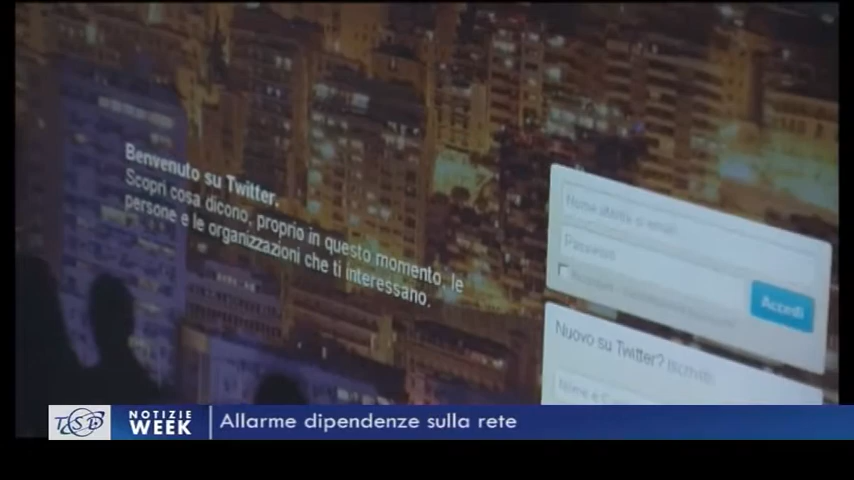 Benvenuto su Twitter.
Scopri cosa dicono, proprio in questo momento, le
persone e le organizzazioni che ti interessano.
Password
Accedi
Nuovo su Twitter? Iscriviti
TSD
NOTIZIE
WEEK
Allarme dipendenze sulla rete